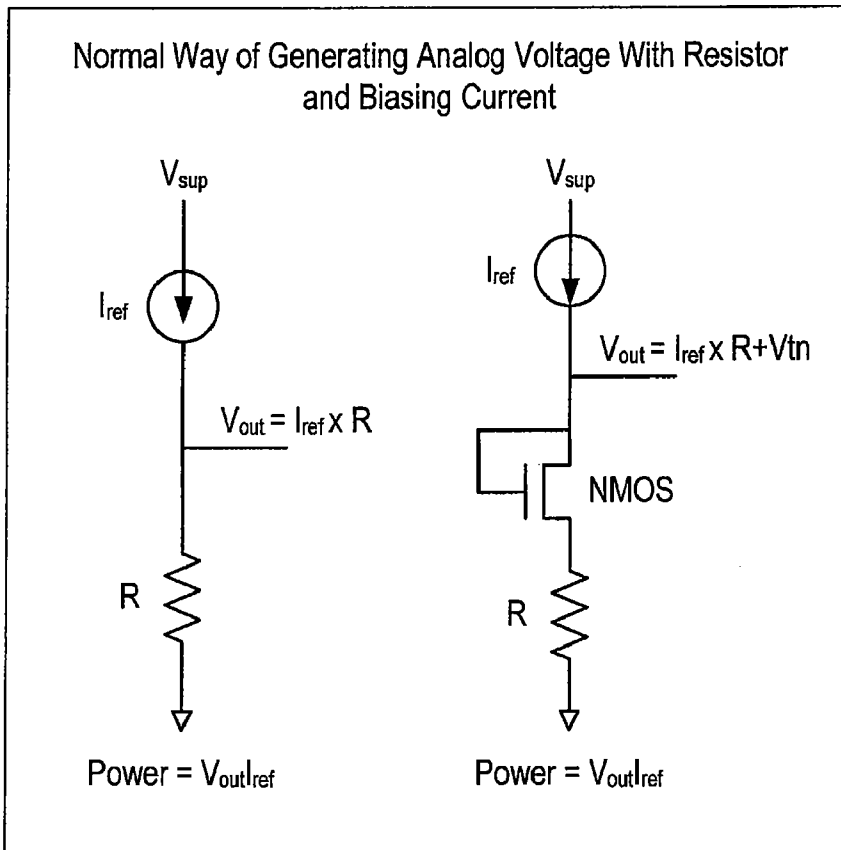 Normal Way of Generating Analog Voltage With Resistor
and Biasing Current
Vsup
Iref
Vout = Iref x R
R
Power = VoutIref
Vsup
Iref
Vout = Iref x R+Vtn
NMOS
R
Power = VoutIref